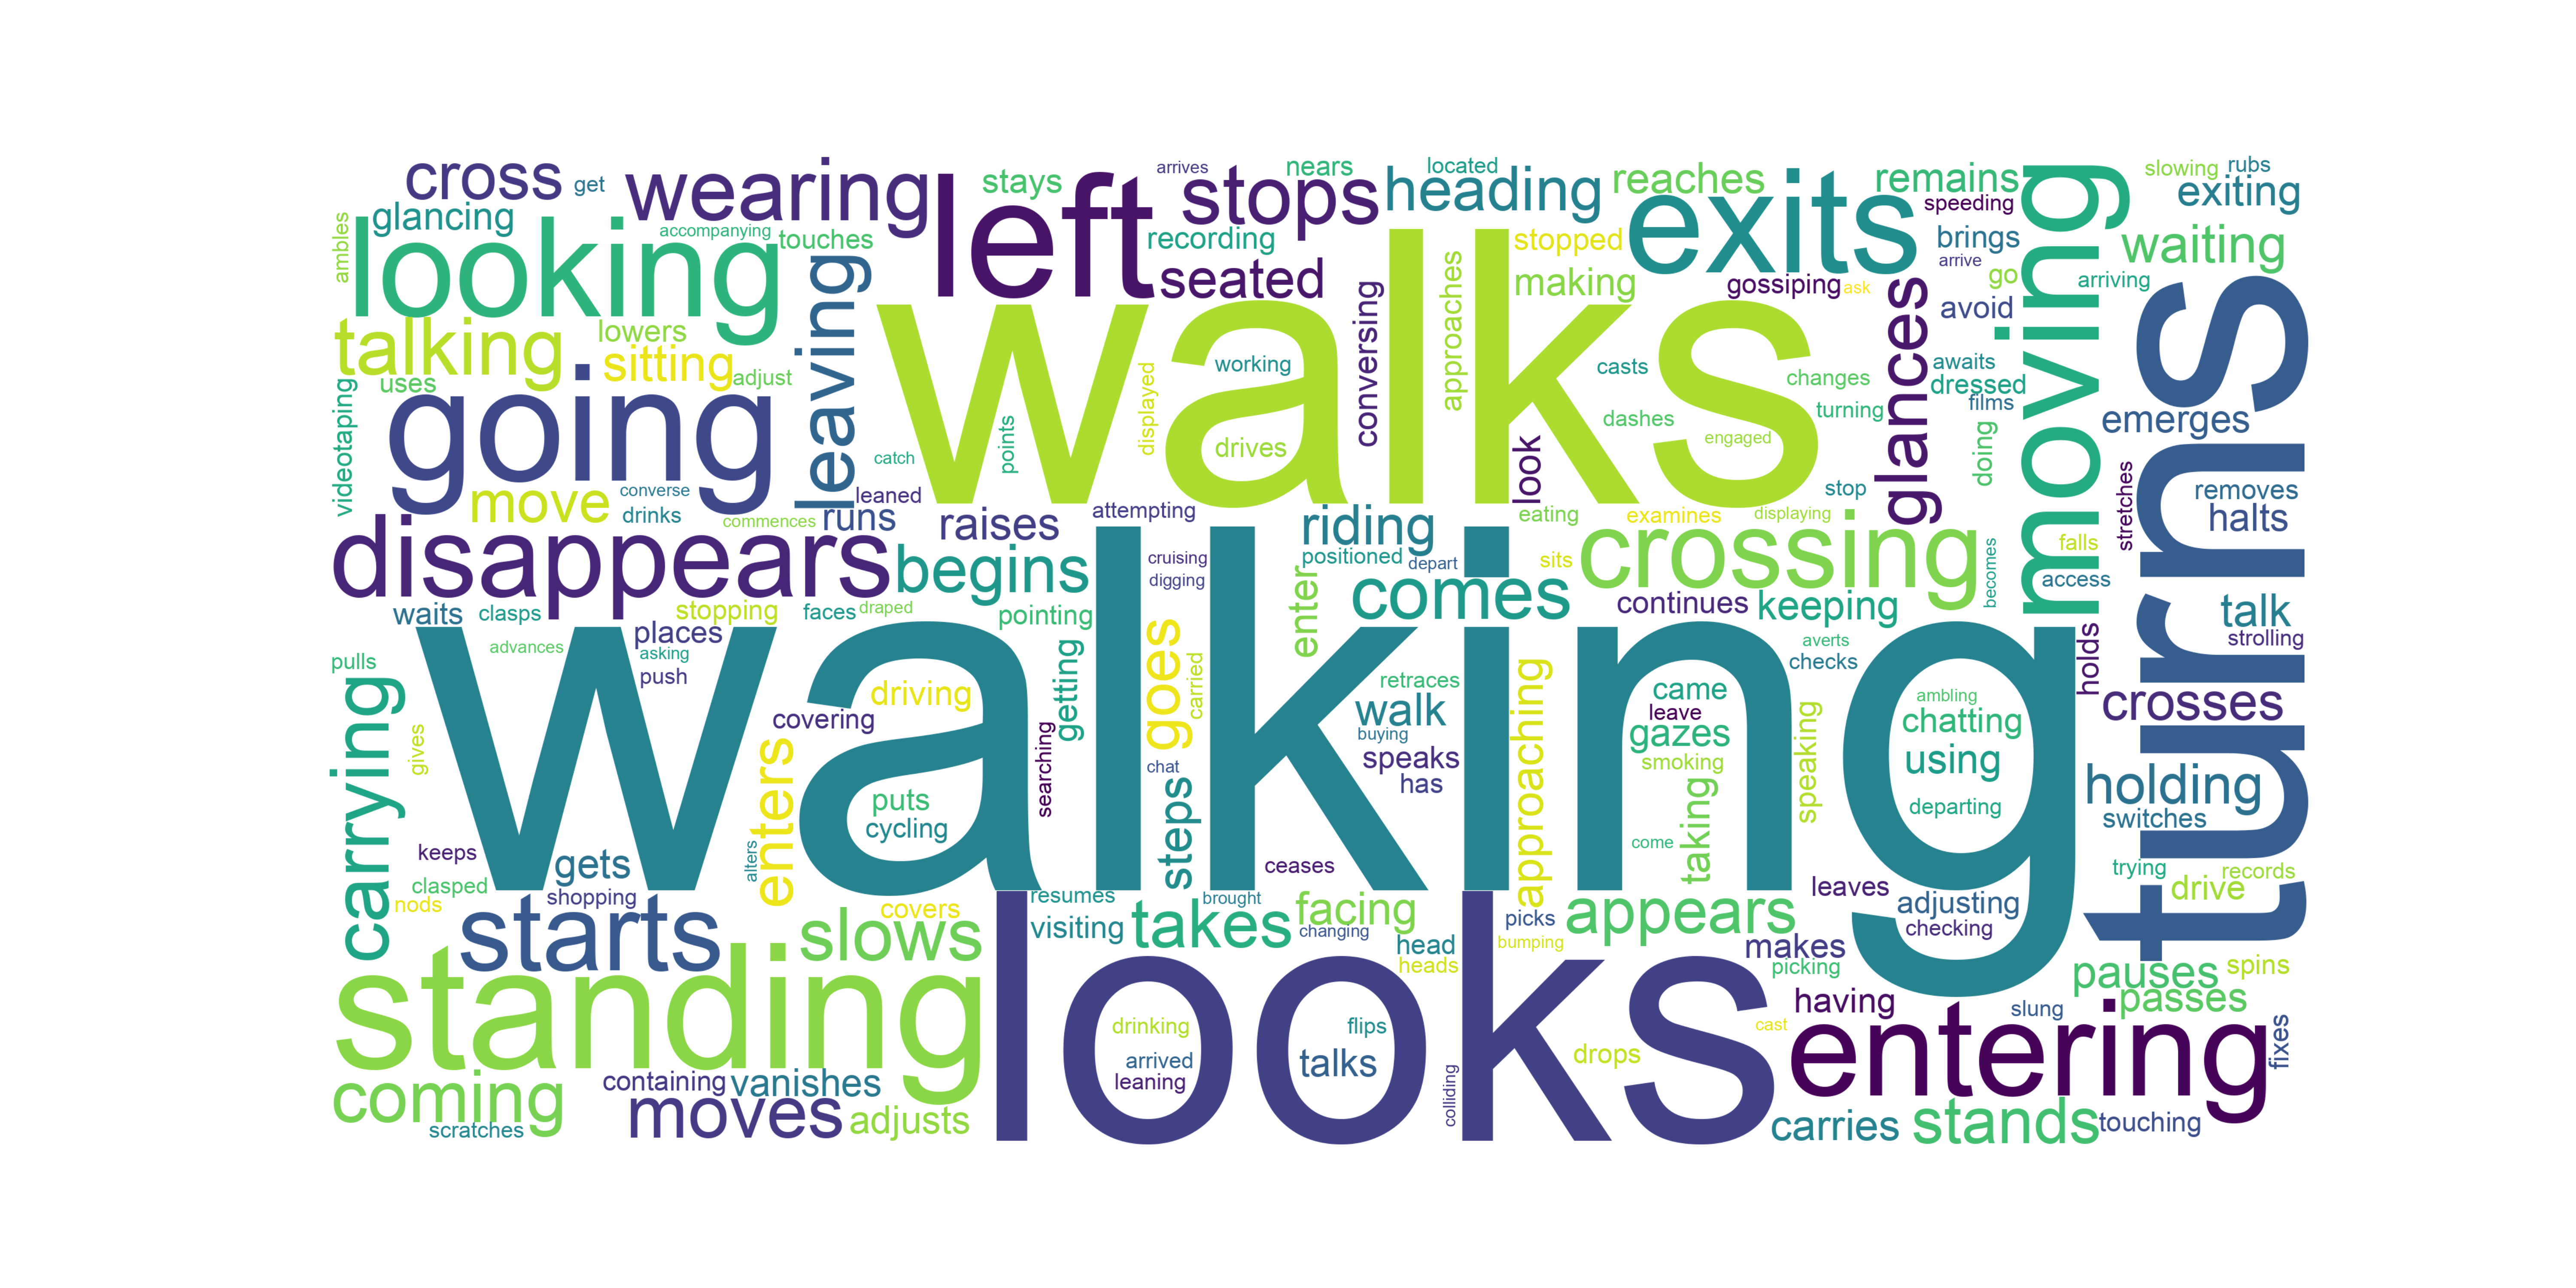 cross
get
wearing
left
stays
arrives
stops
nears
heading
located
reaches
exits
remains
speeding
moving
slowing
rubs
exiting
glancing
ambles
looking
accompanying
touches
recording
seated
stopped
making
gossiping
ask
brings
arrive
go
waiting
arriving
talking
lowers
sitting
adjust
leaving
walks
working
displayed
conversing
approaches
casts
changes
glances
avoid
awaits
dressed
films
turns
videotaping
uses
going
catch
points
drives
dashes
engaged
turning
doing
emerges
move
converse
drinks
commences
leaned
runs
raises
attempting
look
stop
stretches
removes
halts
disappears
begins
cruising
digging
riding
positioned
depart
eating
examines
displaying
sits
crossing
becomes
falls
access
waits
clasps
stopping
faces
draped
pointing
enter
comes
continues
keeping
talk
strolling
advances
places
asking
push
walking
goes
carried
getting
averts
checks
holds
pulls
carrying
gives
driving
covering
retraces
walk
buying
speaks
has
approaching
came
leave
gazes
smoking
speaking
ambling
chatting
using
departing
crosses
enters
puts
cycling
searching
chat
steps
come
taking
holding
switches
keeps
clasped
nods
gets
shopping
alters
ceases
trying
records
drive
starts
slows
covers
resumes
visiting
brought
takes
facing
changing
picks
bumping
head
heads
appears
leaves
adjusting
checking
makes
picking
pauses
spins
passes
standing
looks
drinking
arrived
leaning
flips
talks
colliding
drops
cast
having
slung
entering
fixes
coming
scratches
containing
vanishes
moves
adjusts
carries
stands
touching